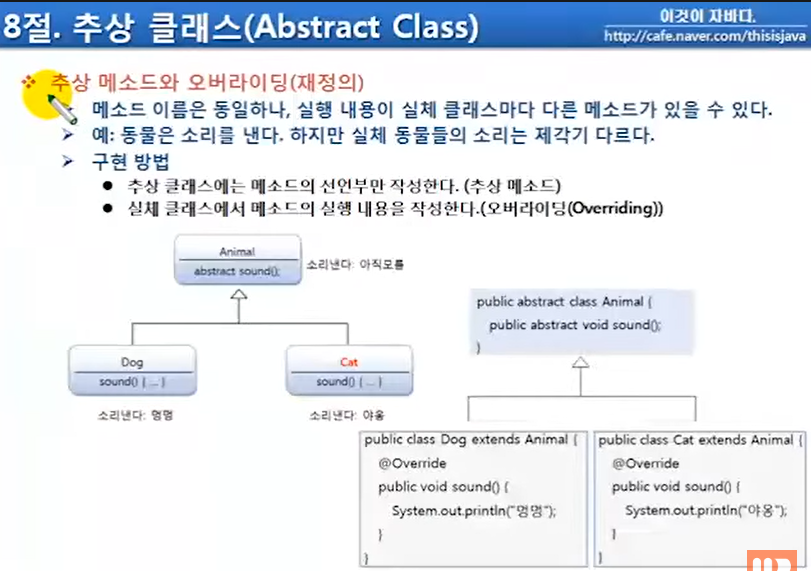 8절. 추상 클래스(Abstract Class)
이것이 자바다.
http://cafe.naver.com/thisisjava
추상 메소드와 오버라이딩(재정의)
메소드 이름은 동일하나, 실행 내용이 실체 클래스마다 다른 메소드가 있을 수 있다.
예: 동물은 소리를 낸다. 하지만 실체 동물들의 소리는 제각기 다르다.
구현 방법
추상 클래스에는 메소드의 선언부만 작성한다. (추상 메소드)
실체 클래스에서 메소드의 실행 내용을 작성한다.(오버라이딩(Overriding))
Animal
abstract sound();
소리낸다: 아직모름
Dog
sound() { ... }
소리낸다: 멍멍
Cat
sound() { ... }
소리낸다: 야옹
public abstract class Animal {
public abstract void sound();
}
public class Dog extends Animal {
@Override
public void sound() {
System.out.println("멍멍");
}
}
public class Cat extends Animal {
@Override
public void sound() {
System.out.println("야옹");
}
}